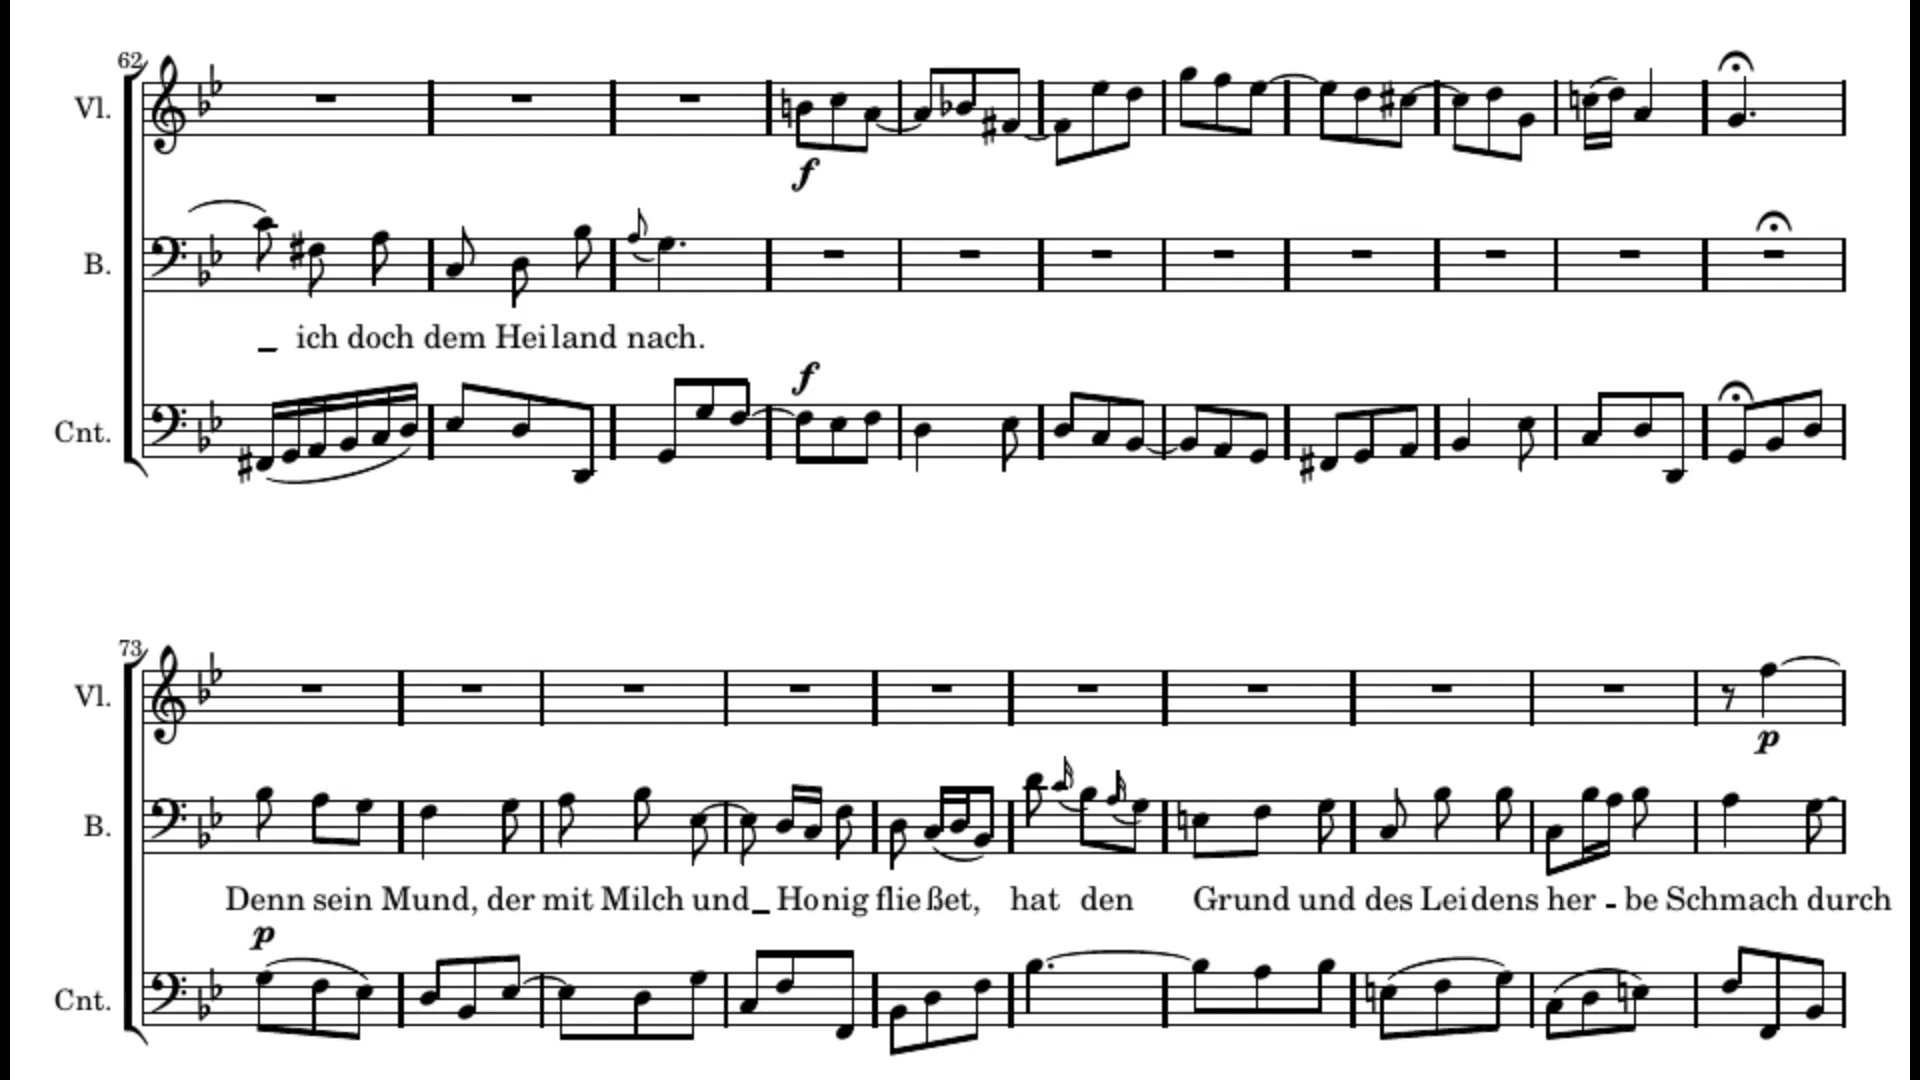 62
Vl.
f
B.
_ ich doch dem Heiland nach.
f
Cnt.
73
Vl.
p
B.
Denn sein Mund, der mit Milch und_ Honig fließet, hat den Grund und des Leidens her - be Schmach durch
p
Cnt.